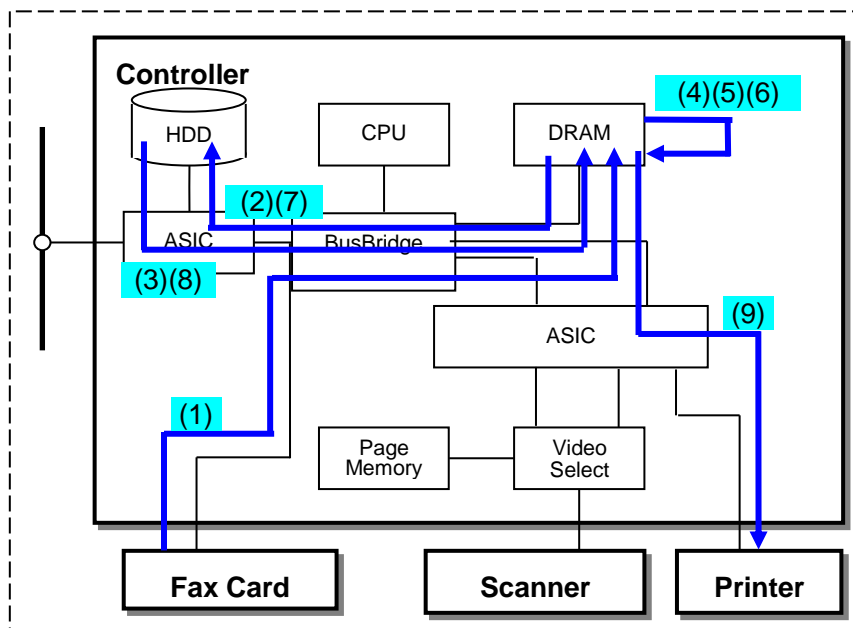 Controller
(4)(5)(6)
HDD
CPU
DRAM
(2)(7)
ASIC
BusBridge
(3)(8)
(9)
ASIC
(1)
Page
Memory
Video
Select
Fax Card
Scanner
Printer